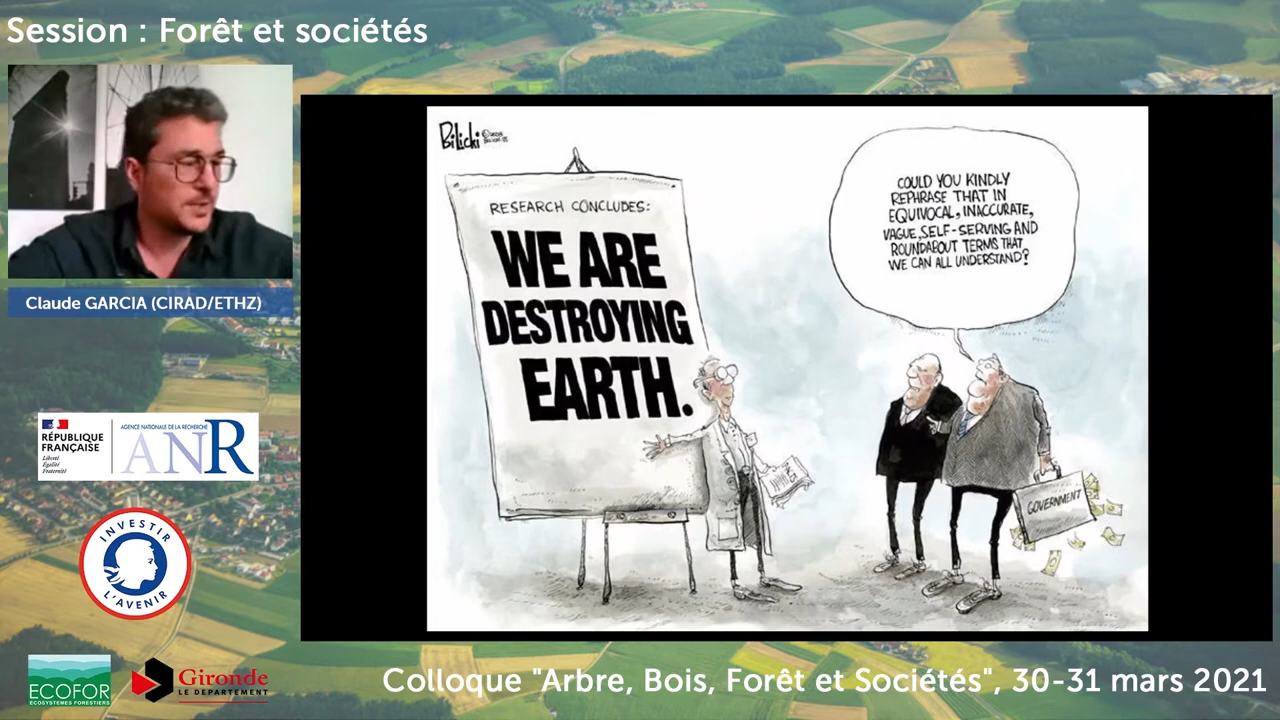 Session : Forêt et sociétés
Claude GARCIA (CIRAD/ETHZ)
Bilicki
RESEARCH CONCLUDES:
WE ARE
DESTROYING
EARTH.
COULD YOU KINDLY
REPHRASE THAT IN
EQUIVOCAL, INACCURATE,
VAGUE, SELF-SERVING AND
ROUNDABOUT TERMS THAT
WE CAN ALL UNDERSTAND?
GOVERNMENT
RÉPUBLIQUE
FRANÇAISE
Liberté
Égalité
Fraternité
AGENCE NATIONALE DE LA RECHERCHE
ANR
INVESTIR
L'AVENIR
ECOFOR
ECOSYSTEMES FORESTIERS
Gironde
LE DEPARTEMENT
Colloque "Arbre, Bois, Forêt et Sociétés", 30-31 mars 2021